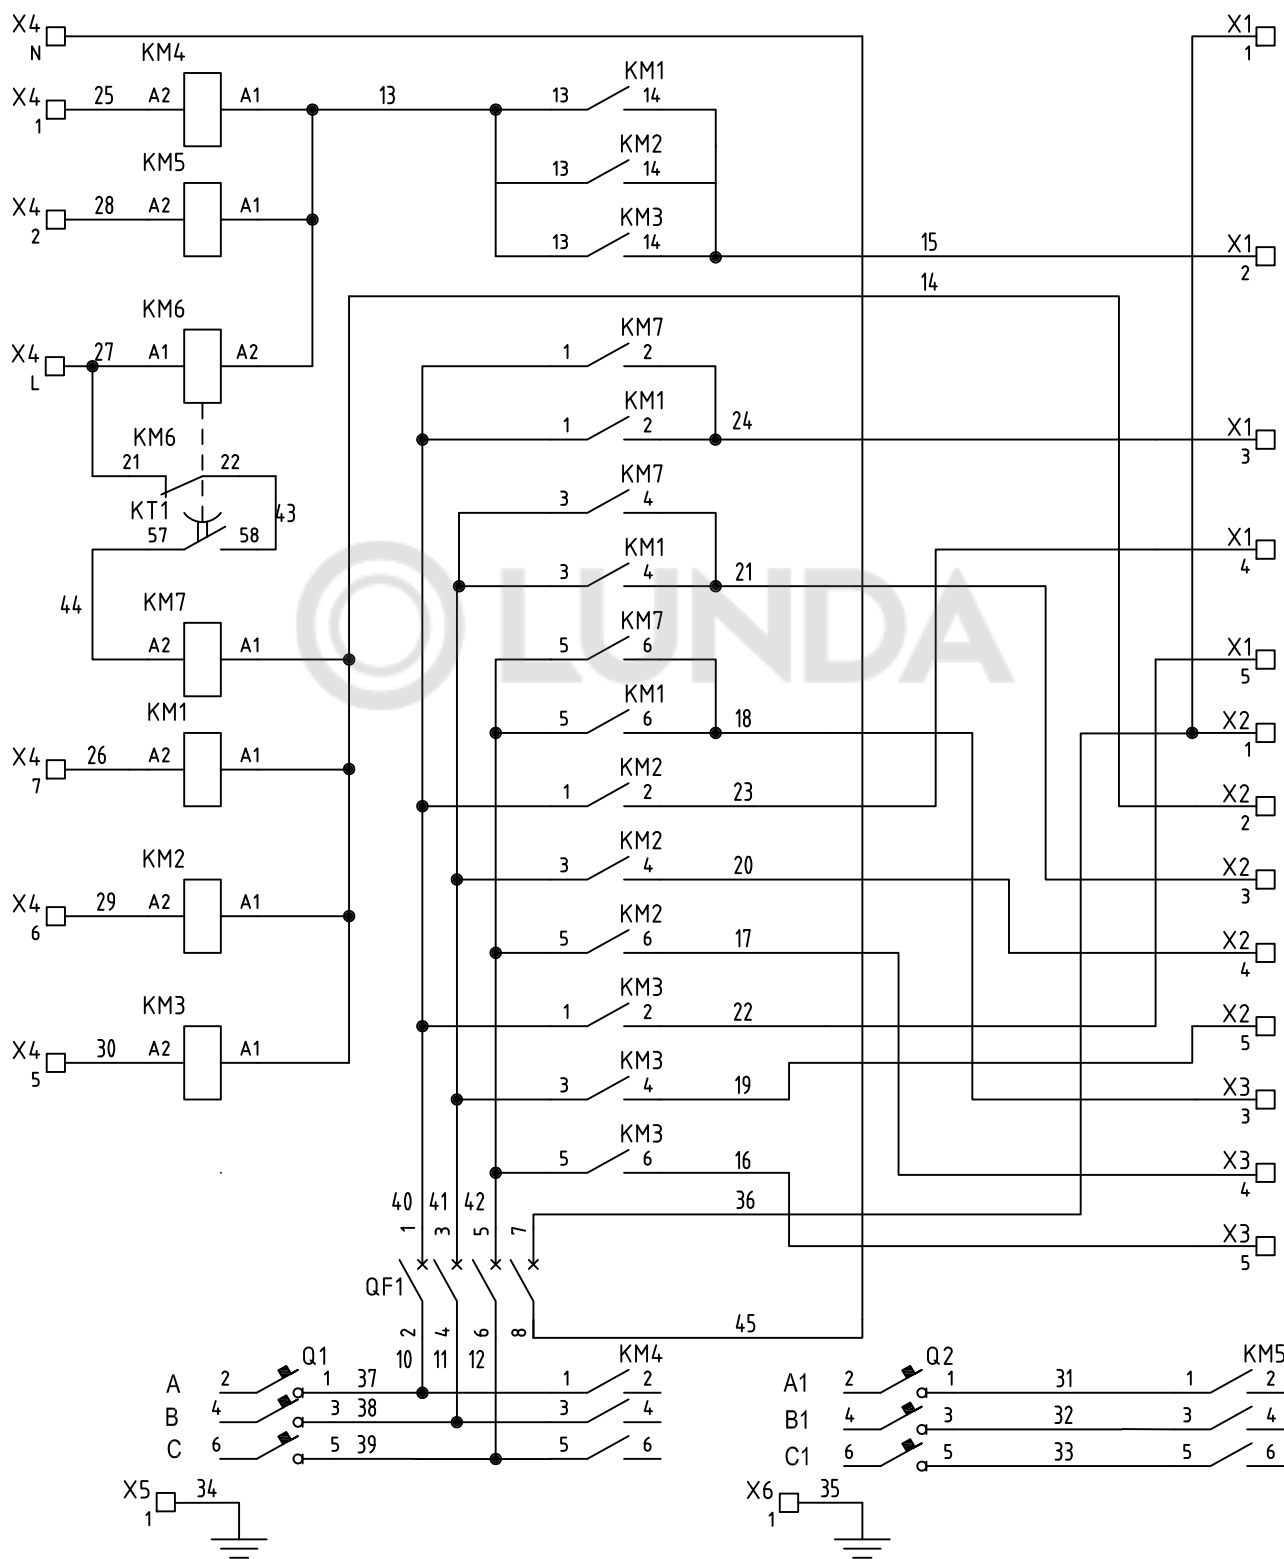 X4 N X1 1
KM4 KM1
X4 1 25 A2 A1 13 13 14
KM5 KM2
13 14
X4 2 28 A2 A1 KM3
13 14 15 X1 2
14
KM6 KM7
X4 L 27 A1 A2 1 2
KM1
1 2 24 X1 3
KM6
21 22 KM7
3 4
KT1 43
57 58 KM1 X1 4
3 4 21
44 KM7 KM7
A2 A1 5 6 X1 5
KM1 KM1
5 6 18 X2 1
X4 7 26 A2 A1 KM2
1 2 23 X2 2
KM2 KM2
3 4 20 X2 3
X4 6 29 A2 A1 KM2
5 6 17 X2 4
KM3 KM3
1 2 22 X2 5
X4 5 30 A2 A1 KM3
3 4 19 X3 3
KM3
5 6 16 X3 4
40 41 42 36
1 3 5 7
X3 5
QF1
2 4 6 8 45
10 11 12
Q1 KM4 Q2 KM5
A 2 1 37 1 2 A1 2 1 31 1 2
B 4 3 38 3 4 B1 4 3 32 3 4
C 6 5 39 5 6 C1 6 5 33 5 6
X5 1 34 X6 1 35
LUNDA